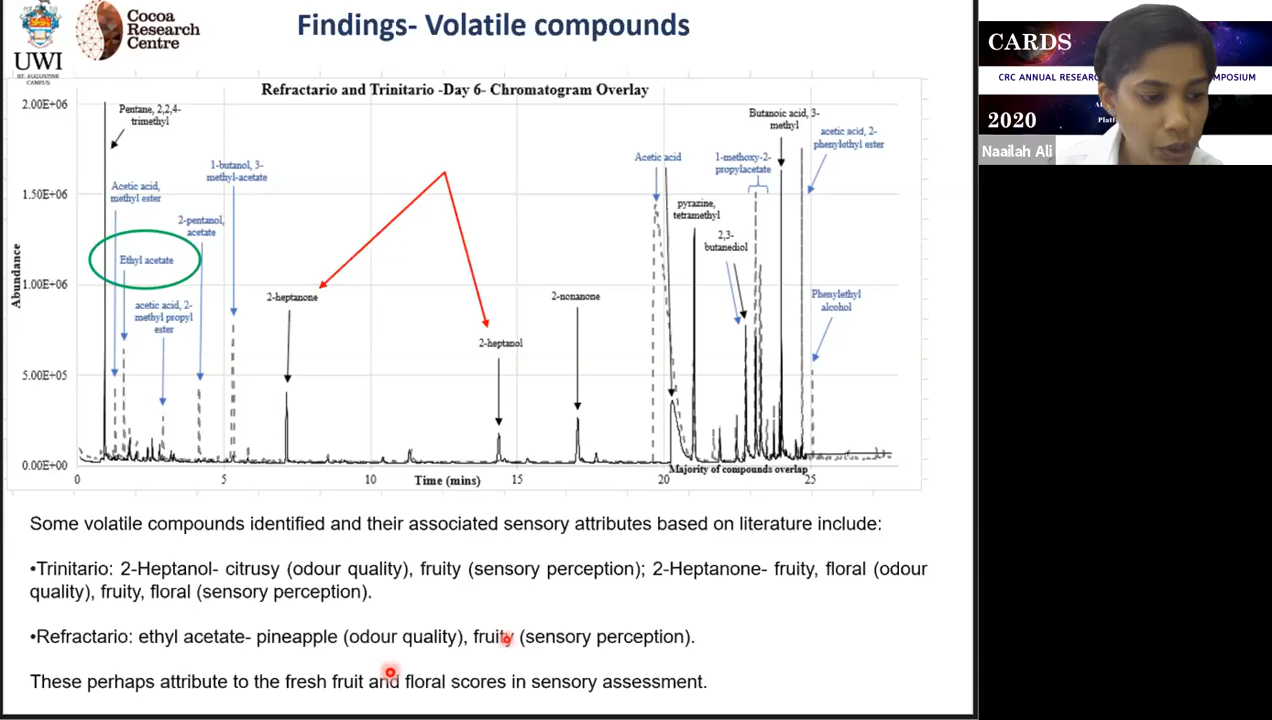 UWI
ST. AUGUSTINE
CAMPUS
Cocoa
Research
Centre
Findings- Volatile compounds
Refractario and Trinitario -Day 6- Chromatogram Overlay
Abundance
2.00E+06
1.50E+06
1.00E+06
5.00E+05
0.00E+00
Pentane, 2,2,4-
trimethyl
Acetic acid,
methyl ester
Ethyl acetate
acetic acid, 2-
methyl propyl
ester
2-pentanol,
acetate
1-butanol, 3-
methyl-acetate
2-heptanone
2-heptanol
2-nonanone
Acetic acid
pyrazine,
tetramethyl
1-methoxy-2-
propylacetate
2,3-
butanediol
Butanoic acid, 3-
methyl
acetic acid, 2-
phenylethyl ester
Phenylethyl
alcohol
Majority of compounds overlap
0 5 10 15 20 25
Time (mins)
Some volatile compounds identified and their associated sensory attributes based on literature include:
•Trinitario: 2-Heptanol- citrusy (odour quality), fruity (sensory perception); 2-Heptanone- fruity, floral (odour
quality), fruity, floral (sensory perception).
•Refractario: ethyl acetate- pineapple (odour quality), fruity (sensory perception).
These perhaps attribute to the fresh fruit and floral scores in sensory assessment.
CARDS
CRC ANNUAL RESEARC
MPOSIUM
2020
Naailah Ali